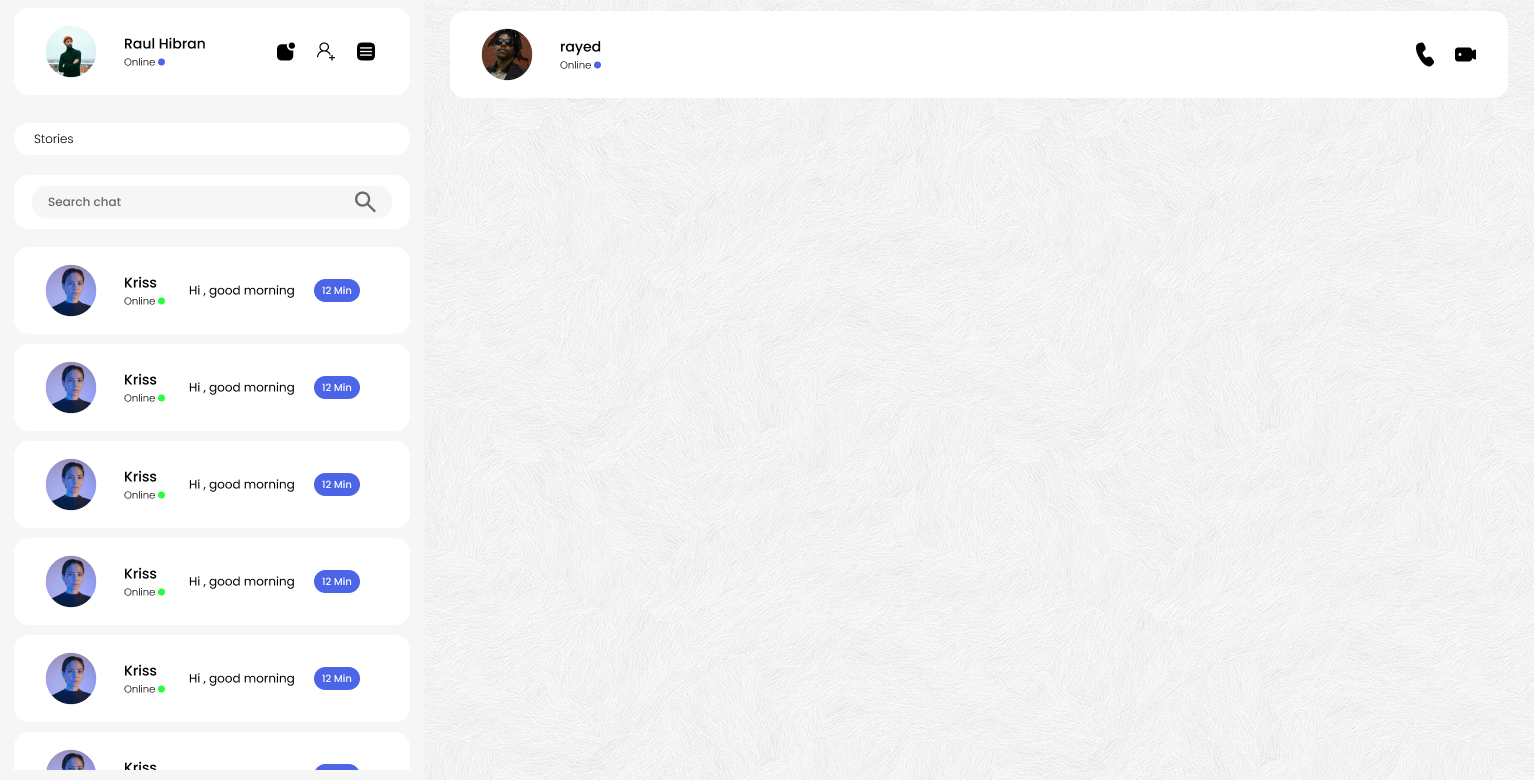 Raul Hibran
Online
Stories
Search chat
Kriss
Online
Hi , good morning
12 Min
Kriss
Online
Hi , good morning
12 Min
Kriss
Online
Hi , good morning
12 Min
Kriss
Online
Hi , good morning
12 Min
Kriss
Online
Hi , good morning
12 Min
Kriss
rayed
Online